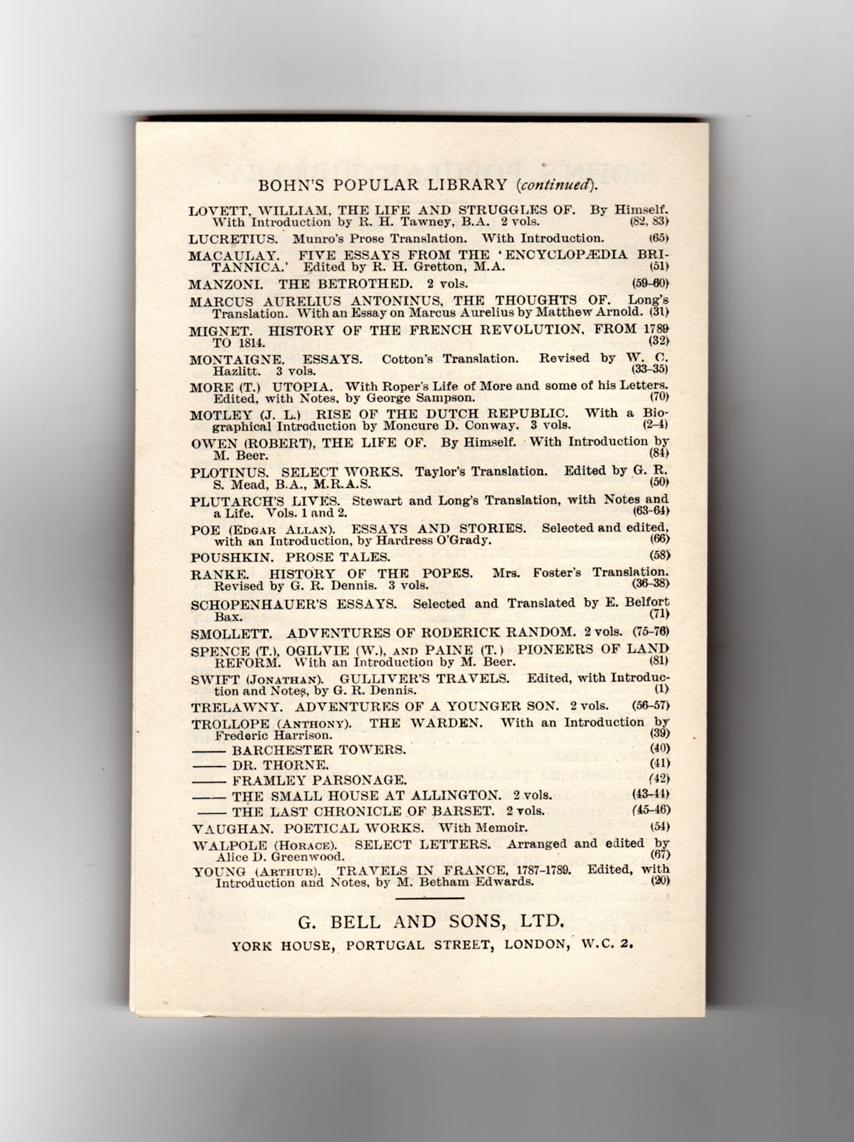 BOHN'S POPULAR LIBRARY (continued).
LOVETT, WILLIAM, THE LIFE AND STRUGGLES OF. By Himself.
With Introduction by R. H. Tawney, B.A. 2 vols. (82, 83)
LUCRETIUS. Munro's Prose Translation. With Introduction. (65)
MACAULAY. FIVE ESSAYS FROM THE 'ENCYCLOPÆDIA BRI-
TANNICA.' Edited by R. H. Gretton, M.A. (51)
MANZONI. THE BETROTHED. 2 vols. (59-60)
MARCUS AURELIUS ANTONINUS, THE THOUGHTS OF. Long's
Translation. With an Essay on Marcus Aurelius by Matthew Arnold. (31)
MIGNET. HISTORY OF THE FRENCH REVOLUTION, FROM 1789
TO 1814. (32)
MONTAIGNE. ESSAYS. Cotton's Translation. Revised by W. C.
Hazlitt. 3 vols. (33-35)
MORE (T.) UTOPIA. With Roper's Life of More and some of his Letters.
Edited, with Notes, by George Sampson. (70)
MOTLEY (J. L.) RISE OF THE DUTCH REPUBLIC. With a Bio-
graphical Introduction by Moncure D. Conway. 3 vols. (2-4)
OWEN (ROBERT), THE LIFE OF. By Himself. With Introduction by
M. Beer. (84)
PLOTINUS. SELECT WORKS. Taylor's Translation. Edited by G. R.
S. Mead, B.A., M.R.A.S. (50)
PLUTARCH'S LIVES. Stewart and Long's Translation, with Notes and
a Life. Vols. 1 and 2. (63-64)
POE (EDGAR ALLAN). ESSAYS AND STORIES. Selected and edited,
with an Introduction, by Hardress O'Grady. (66)
POUSHKIN. PROSE TALES. (58)
RANKE. HISTORY OF THE POPES. Mrs. Foster's Translation.
Revised by G. R. Dennis. 3 vols. (36-38)
SCHOPENHAUER'S ESSAYS. Selected and Translated by E. Belfort
Bax. (71)
SMOLLETT. ADVENTURES OF RODERICK RANDOM. 2 vols. (75-76)
SPENCE (T.), OGILVIE (W.), AND PAINE (T.) PIONEERS OF LAND
REFORM. With an Introduction by M. Beer. (81)
SWIFT (JONATHAN). GULLIVER'S TRAVELS. Edited, with Introduc-
tion and Notes, by G. R. Dennis. (1)
TRELAWNY. ADVENTURES OF A YOUNGER SON. 2 vols. (56-57)
TROLLOPE (ANTHONY). THE WARDEN. With an Introduction by
Frederic Harrison. (39)
—— BARCHESTER TOWERS. (40)
—— DR. THORNE. (41)
—— FRAMLEY PARSONAGE. (42)
—— THE SMALL HOUSE AT ALLINGTON. 2 vols. (43-44)
—— THE LAST CHRONICLE OF BARSET. 2 vols. (45-46)
VAUGHAN. POETICAL WORKS. With Memoir. (54)
WALPOLE (HORACE). SELECT LETTERS. Arranged and edited by
Alice D. Greenwood. (67)
YOUNG (ARTHUR). TRAVELS IN FRANCE, 1787-1789. Edited, with
Introduction and Notes, by M. Betham Edwards. (20)
G. BELL AND SONS, LTD.
YORK HOUSE, PORTUGAL STREET, LONDON, W.C. 2.